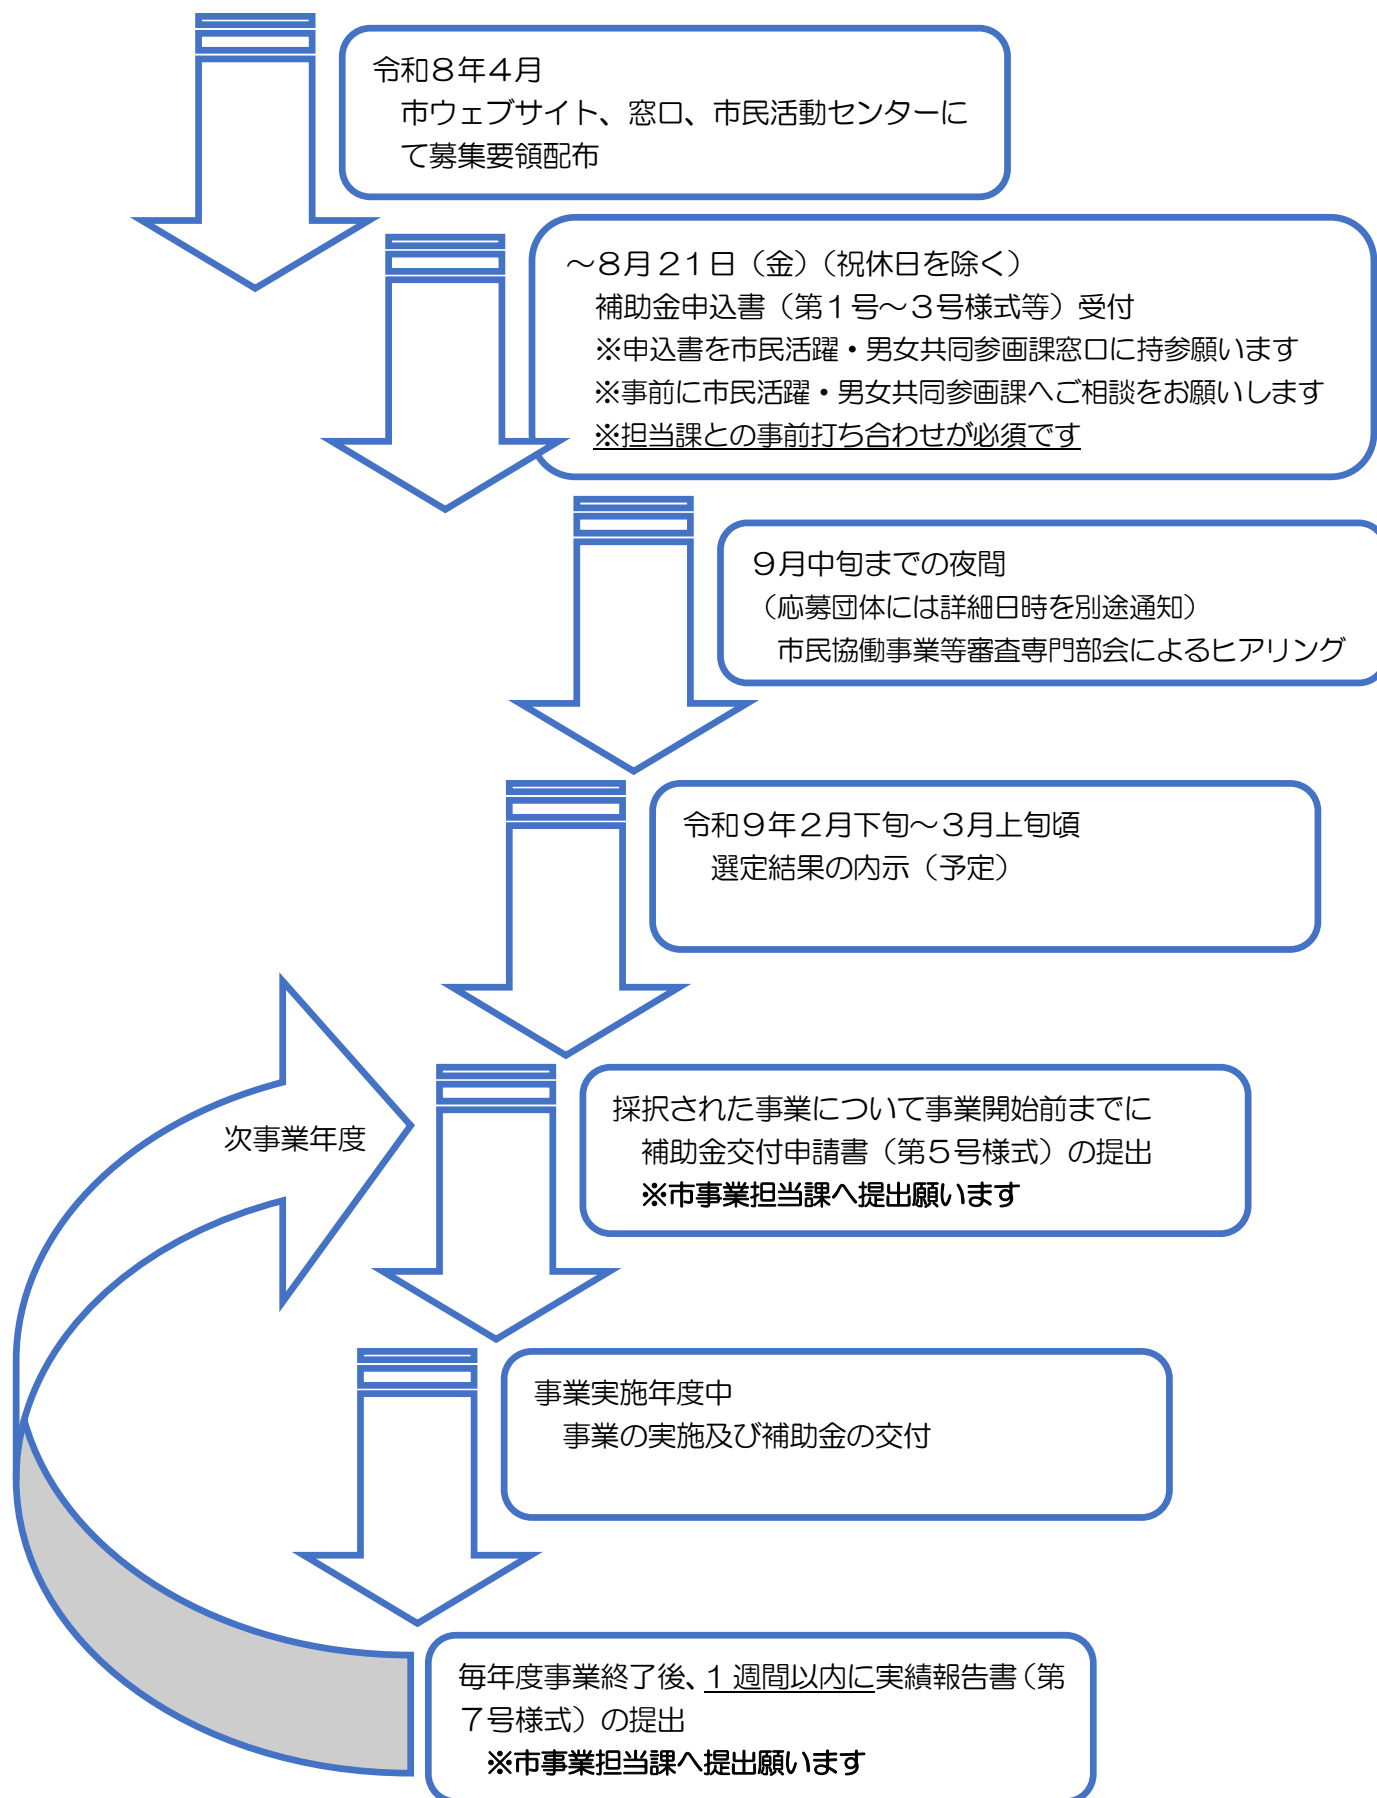 令和８年４月
市ウェブサイト、窓口、市民活動センターに
て募集要領配布
～８月２１日（金）（祝休日を除く）
補助金申込書（第１号～３号様式等）受付
※申込書を市民活躍・男女共同参画課窓口に持参願います
※事前に市民活躍・男女共同参画課へご相談をお願いします
※担当課との事前打ち合わせが必須です
９月中旬までの夜間
（応募団体には詳細日時を別途通知）
市民協働事業等審査専門部会によるヒアリング
令和９年２月下旬～３月上旬頃
選定結果の内示（予定）
次事業年度
採択された事業について事業開始前までに
補助金交付申請書（第５号様式）の提出
※市事業担当課へ提出願います
事業実施年度中
事業の実施及び補助金の交付
毎年度事業終了後、１週間以内に実績報告書（第
７号様式）の提出
※市事業担当課へ提出願います